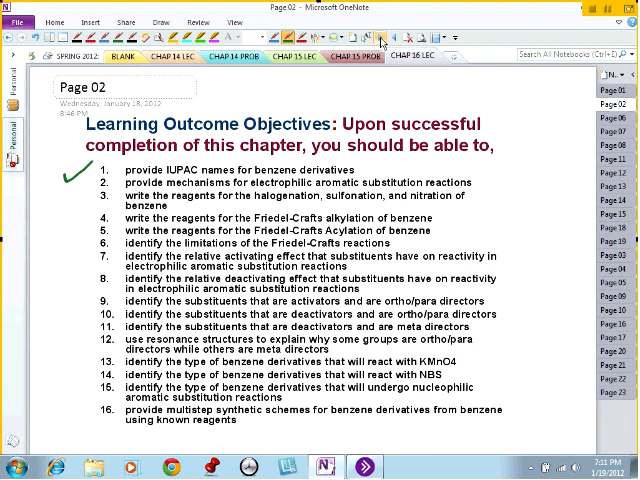 Page 02 - Microsoft OneNote
File Home Insert Share Draw Review View
SPRING 2012: BLANK CHAP 14 LEC CHAP 14 PROB CHAP 15 LEC CHAP 15 PROB CHAP 16 LEC
Search All Notebooks (Ctrl+E)
Personal
Personal
Page 02
Wednesday, January 18, 2012
8:46 PM
Learning Outcome Objectives: Upon successful
completion of this chapter, you should be able to,
1. provide IUPAC names for benzene derivatives
2. provide mechanisms for electrophilic aromatic substitution reactions
3. write the reagents for the halogenation, sulfonation, and nitration of
benzene
4. write the reagents for the Friedel-Crafts alkylation of benzene
5. write the reagents for the Friedel-Crafts Acylation of benzene
6. identify the limitations of the Friedel-Crafts reactions
7. identify the relative activating effect that substituents have on reactivity in
electrophilic aromatic substitution reactions
8. identify the relative deactivating effect that substituents have on reactivity
in electrophilic aromatic substitution reactions
9. identify the substituents that are activators and are ortho/para directors
10. identify the substituents that are deactivators and are ortho/para directors
11. identify the substituents that are deactivators and are meta directors
12. use resonance structures to explain why some groups are ortho/para
directors while others are meta directors
13. identify the type of benzene derivatives that will react with KMnO4
14. identify the type of benzene derivatives that will react with NBS
15. identify the type of benzene derivatives that will undergo nucleophilic
aromatic substitution reactions
16. provide multistep synthetic schemes for benzene derivatives from benzene
using known reagents
N..
Page 01
Page 02
Page 06
Page 07
Page 08
Page 11
Page 12
Page 13
Page 14
Page 15
Page 18
Page 19
Page 03
Page 04
Page 05
Page 09
Page 10
Page 16
Page 17
Page 20
Page 21
Page 22
Page 23
7:11 PM
1/19/2012